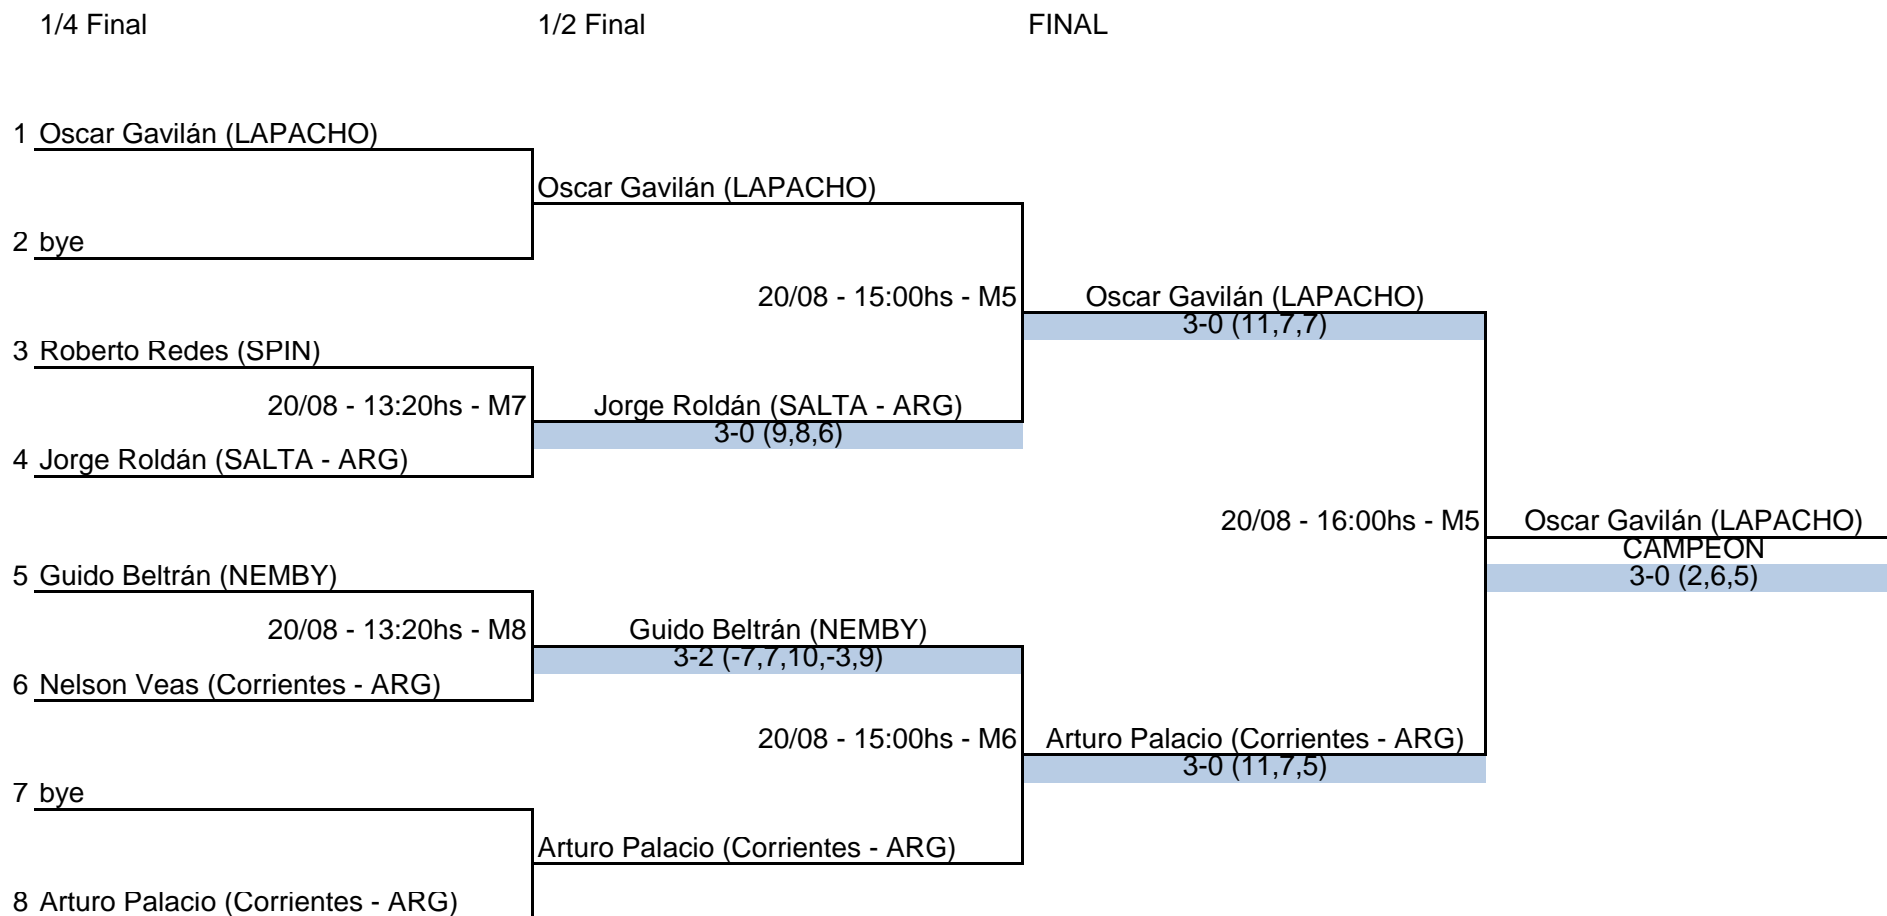 1/4 Final 1/2 Final FINAL
1 Oscar Gavilán (LAPACHO)
Oscar Gavilán (LAPACHO)
2 bye
20/08 - 15:00hs - M5 Oscar Gavilán (LAPACHO)
3-0 (11,7,7)
3 Roberto Redes (SPIN)
20/08 - 13:20hs - M7 Jorge Roldán (SALTA - ARG)
3-0 (9,8,6)
4 Jorge Roldán (SALTA - ARG)
20/08 - 16:00hs - M5 Oscar Gavilán (LAPACHO)
CAMPEON
5 Guido Beltrán (NEMBY) 3-0 (2,6,5)
20/08 - 13:20hs - M8 Guido Beltrán (NEMBY)
3-2 (-7,7,10,-3,9)
6 Nelson Veas (Corrientes - ARG)
20/08 - 15:00hs - M6 Arturo Palacio (Corrientes - ARG)
3-0 (11,7,5)
7 bye
Arturo Palacio (Corrientes - ARG)
8 Arturo Palacio (Corrientes - ARG)